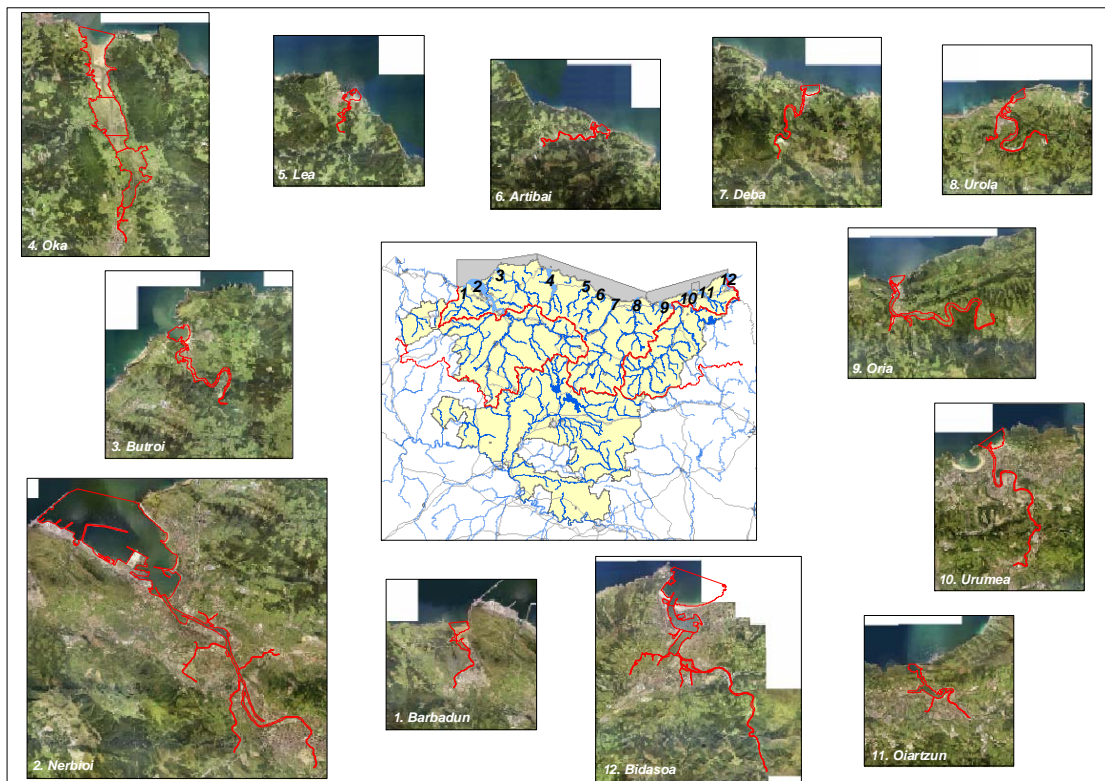 4. Oka
5. Lea
6. Artibai
7. Deba
8. Urola
3. Butroi
1
2
3
4
5
6
7
8
9
10
11
12
9. Oria
2. Nerbioi
1. Barbadun
12. Bidasoa
10. Urumea
11. Oiartzun